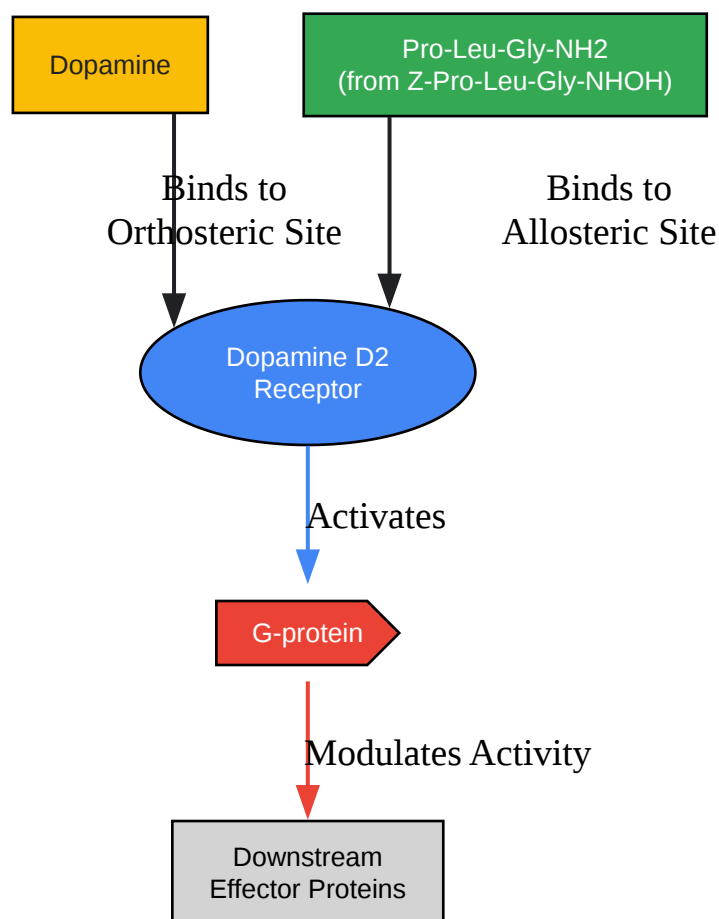 Dopamine
Pro-Leu-Gly-NH2
(from Z-Pro-Leu-Gly-NHOH)
Binds to
Orthosteric Site
Binds to
Allosteric Site
Dopamine D2
Receptor
Activates
G-protein
Modulates Activity
Downstream
Effector Proteins